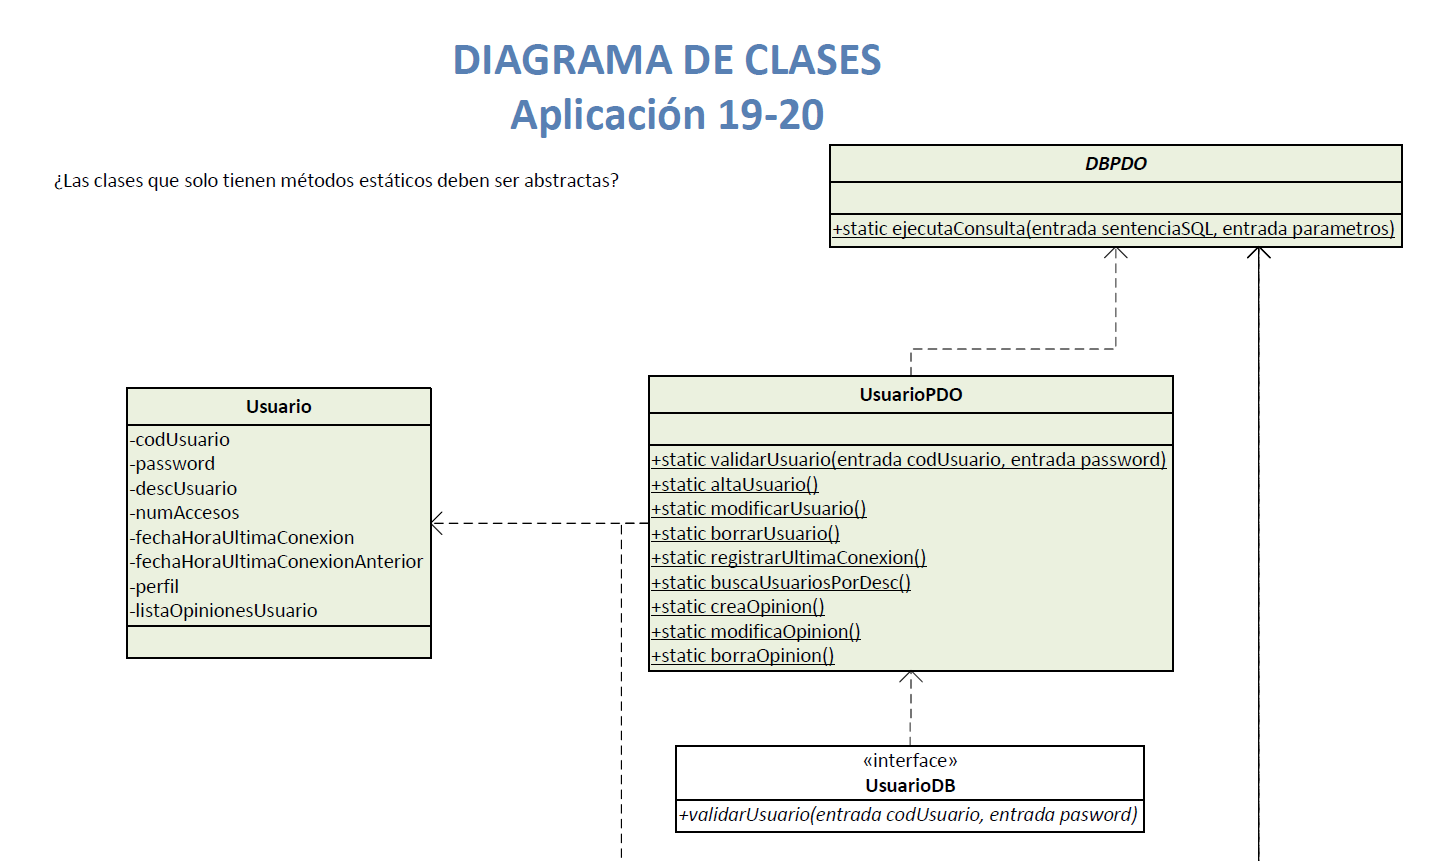 DIAGRAMA DE CLASES
Aplicación 19-20
¿Las clases que solo tienen métodos estáticos deben ser abstractas?
DBPDO
+static ejecutaConsulta(entrada sentenciaSQL, entrada parametros)
Usuario
-codUsuario
-password
-descUsuario
-numAccesos
-fechaHoraUltimaConexion
-fechaHoraUltimaConexionAnterior
-perfil
-listaOpinionesUsuario
UsuarioPDO
+static validarUsuario(entrada codUsuario, entrada password)
+static altaUsuario()
+static modificarUsuario()
+static borrarUsuario()
+static registrarUltimaConexion()
+static buscaUsuariosPorDesc()
+static creaOpinion()
+static modificaOpinion()
+static borraOpinion()
«interface»
UsuarioDB
+validarUsuario(entrada codUsuario, entrada pasword)